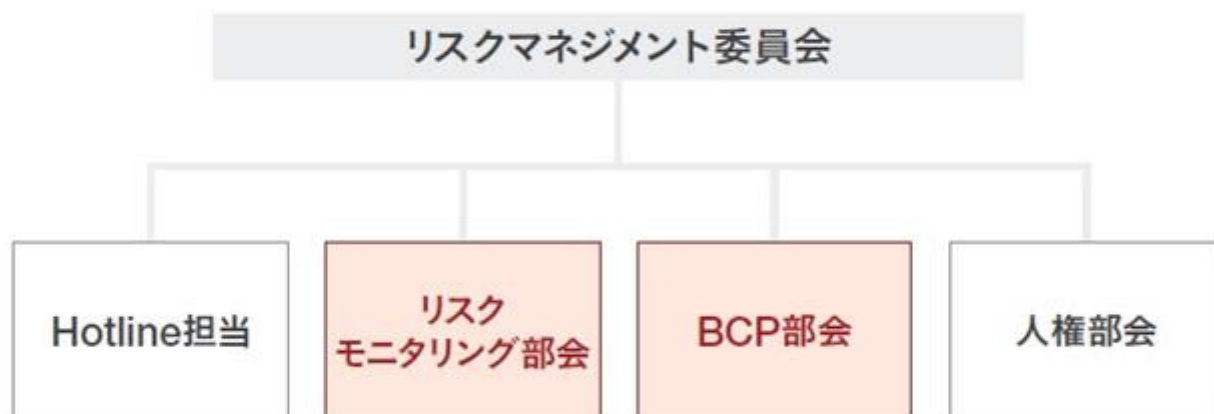 リスクマネジメント委員会
Hotline担当
リスク
モニタリング部会
BCP部会
人権部会